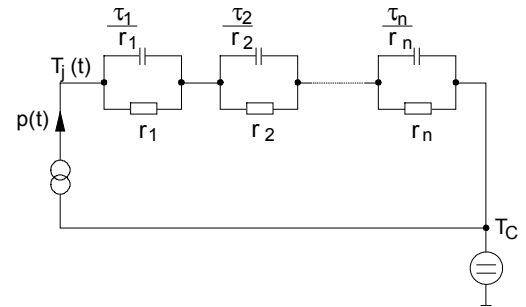 τ1 τ2 τn
r1 r2 rn
Tj (t)
p(t)
r1 r2 rn
TC